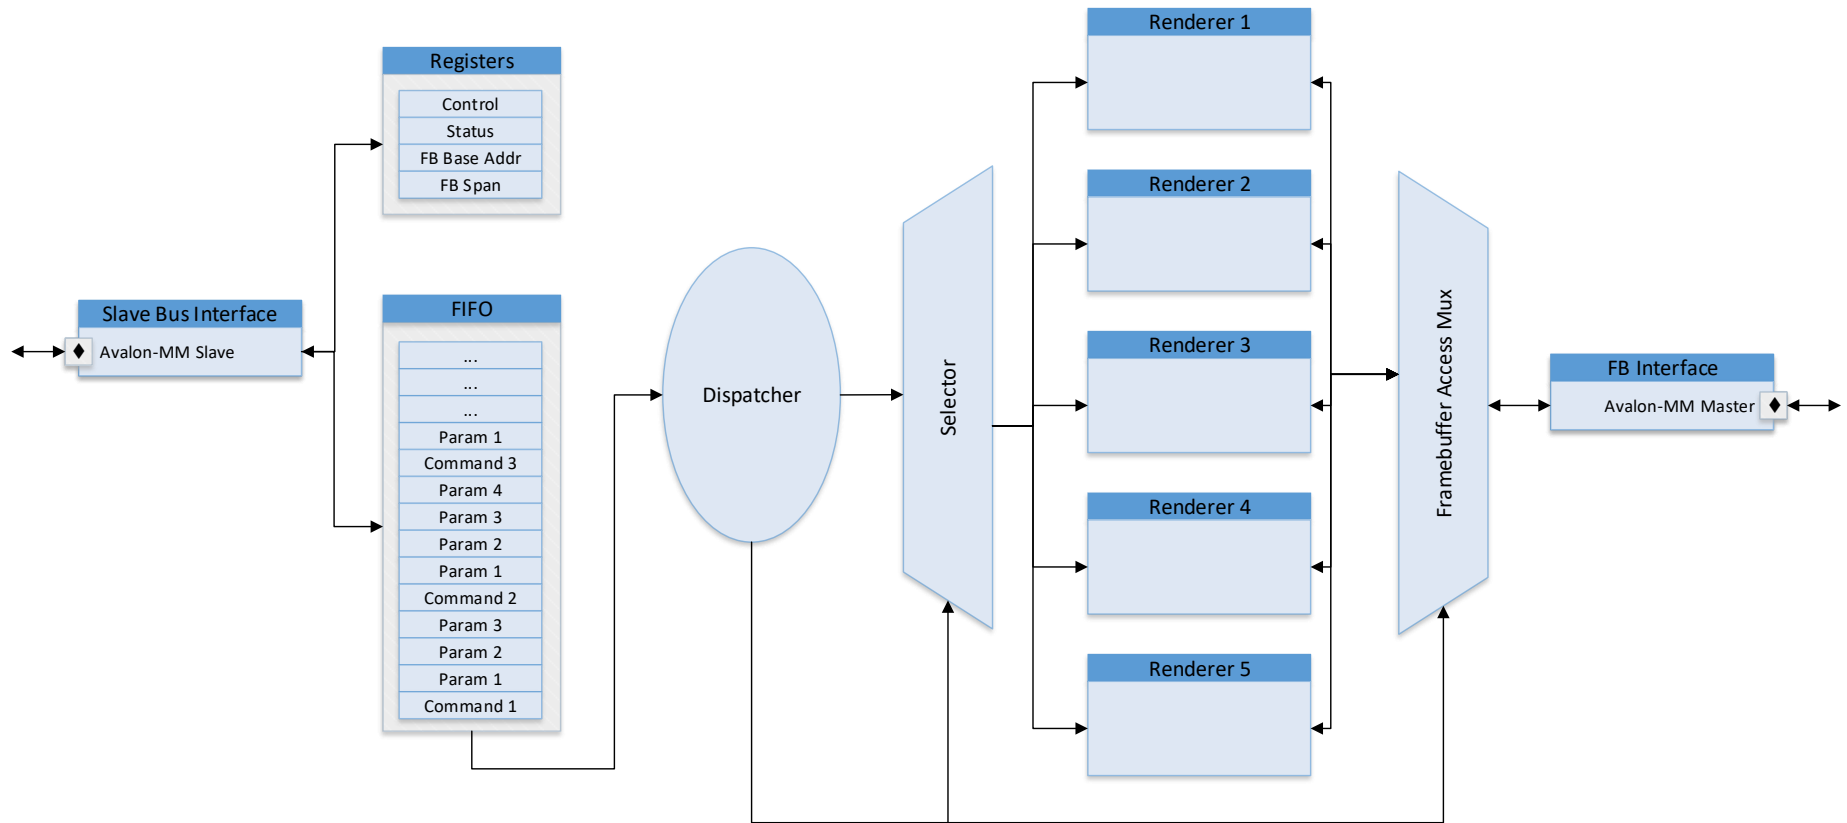 Registers
Control
Status
FB Base Addr
FB Span
Slave Bus Interface
Avalon-MM Slave
FIFO
...
...
...
Param 1
Command 3
Param 4
Param 3
Param 2
Param 1
Command 2
Param 3
Param 2
Param 1
Command 1
Dispatcher
Selector
Renderer 1
Renderer 2
Renderer 3
Renderer 4
Renderer 5
Framebuffer Access Mux
FB Interface
Avalon-MM Master